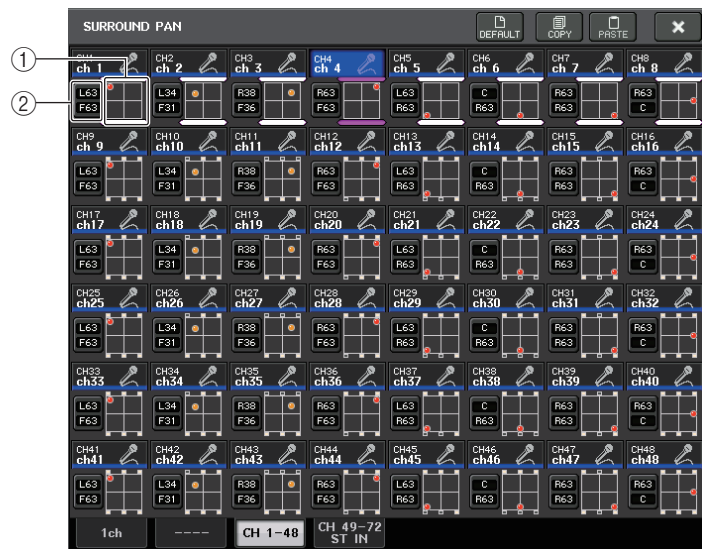 SURROUND PAN
DEFAULT COPY PASTE
①
②
CH1 CH2 CH3 CH4 CH5 CH6 CH7 CH8
ch 1 ch 2 ch 3 ch 4 ch 5 ch 6 ch 7 ch 8
L63 L34 R38 R63 L63 C R63 R63
F63 F31 F36 F63 R63 R63 R63 C
CH9 CH10 CH11 CH12 CH13 CH14 CH15 CH16
ch 9 ch10 ch11 ch12 ch13 ch14 ch15 ch16
L63 L34 R38 R63 L63 C R63 R63
F63 F31 F36 F63 R63 R63 R63 C
CH17 CH18 CH19 CH20 CH21 CH22 CH23 CH24
ch17 ch18 ch19 ch20 ch21 ch22 ch23 ch24
L63 L34 R38 R63 L63 C R63 R63
F63 F31 F36 F63 R63 R63 R63 C
CH25 CH26 CH27 CH28 CH29 CH30 CH31 CH32
ch25 ch26 ch27 ch28 ch29 ch30 ch31 ch32
L63 L34 R38 R63 L63 C R63 R63
F63 F31 F36 F63 R63 R63 R63 C
CH33 CH34 CH35 CH36 CH37 CH38 CH39 CH40
ch33 ch34 ch35 ch36 ch37 ch38 ch39 ch40
L63 L34 R38 R63 L63 C R63 R63
F63 F31 F36 F63 R63 R63 R63 C
CH41 CH42 CH43 CH44 CH45 CH46 CH47 CH48
ch41 ch42 ch43 ch44 ch45 ch46 ch47 ch48
L63 L34 R38 R63 L63 C R63 R63
F63 F31 F36 F63 R63 R63 R63 C
1ch ---- CH 1-48 CH 49-72
ST IN